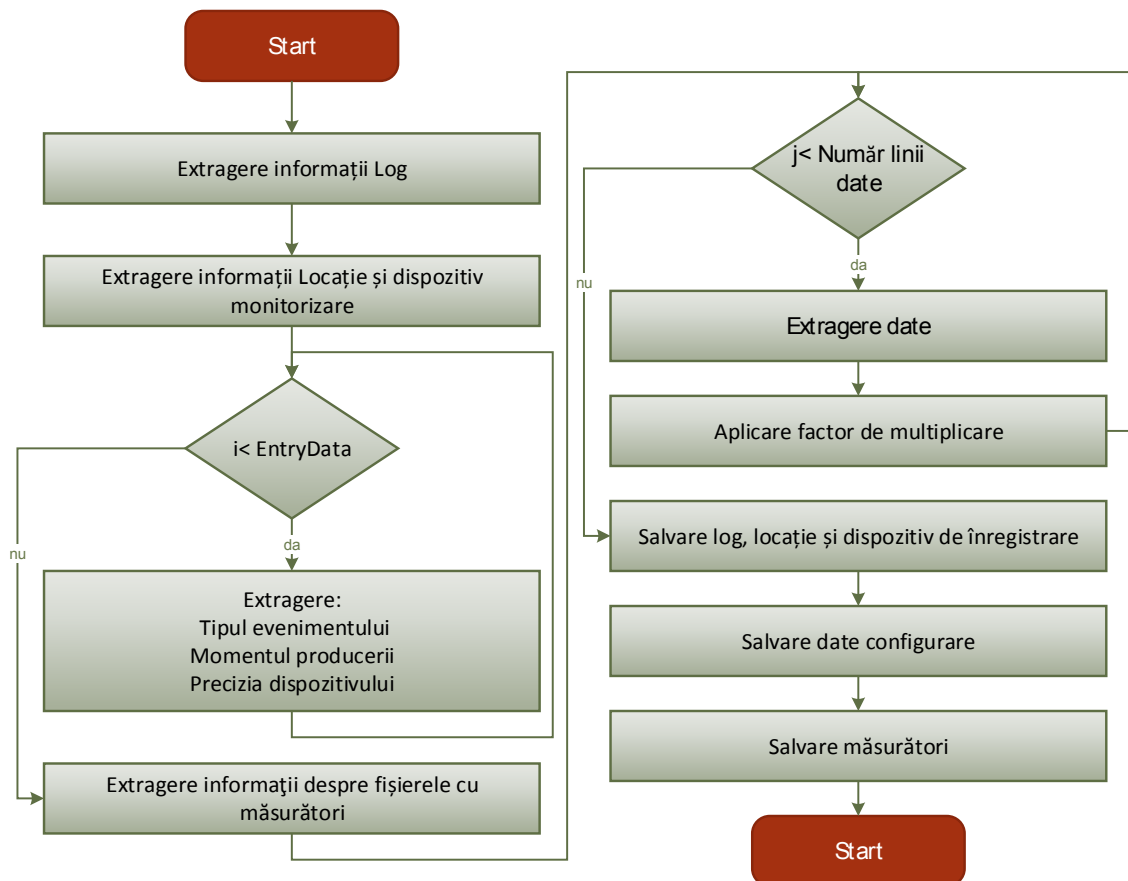 Start
Extragere informații Log
Extragere informații Locație și dispozitiv
monitorizare
i< EntryData
da
nu
Extragere:
Tipul evenimentului
Momentul producerii
Precizia dispozitivului
Extragere informaţii despre fișierele cu
măsurători
j< Număr linii
date
da
nu
Extragere date
Aplicare factor de multiplicare
Salvare log, locație și dispozitiv de înregistrare
Salvare date configurare
Salvare măsurători
Start